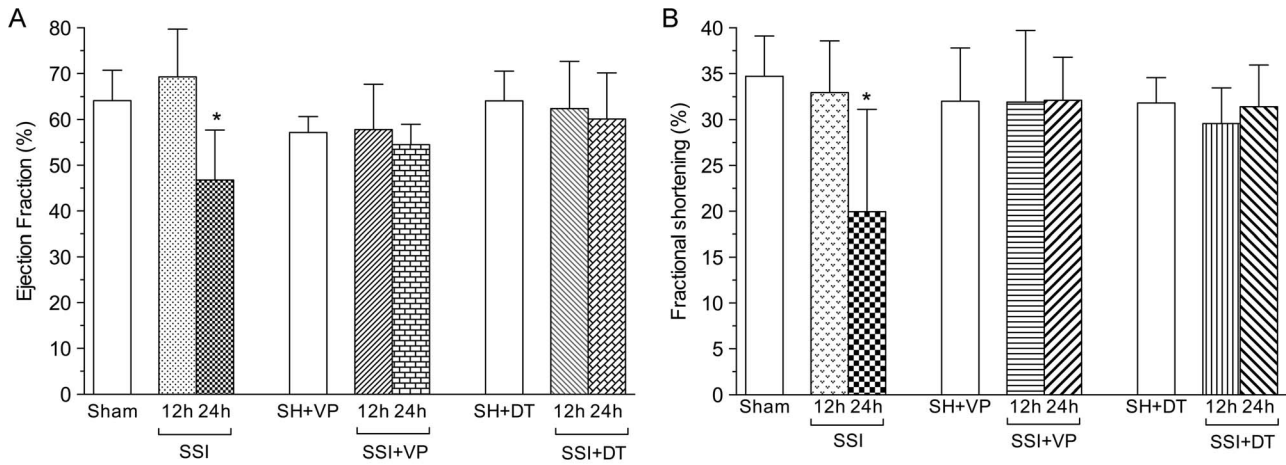 A
Ejection Fraction (%)
80
70
60
50
40
30
20
10
0
*
Sham 12h 24h SH+VP 12h 24h SH+DT 12h 24h
SSI SSI+VP SSI+DT
B
Fractional shortening (%)
40
35
30
25
20
15
10
5
0
*
Sham 12h 24h SH+VP 12h 24h SH+DT 12h 24h
SSI SSI+VP SSI+DT